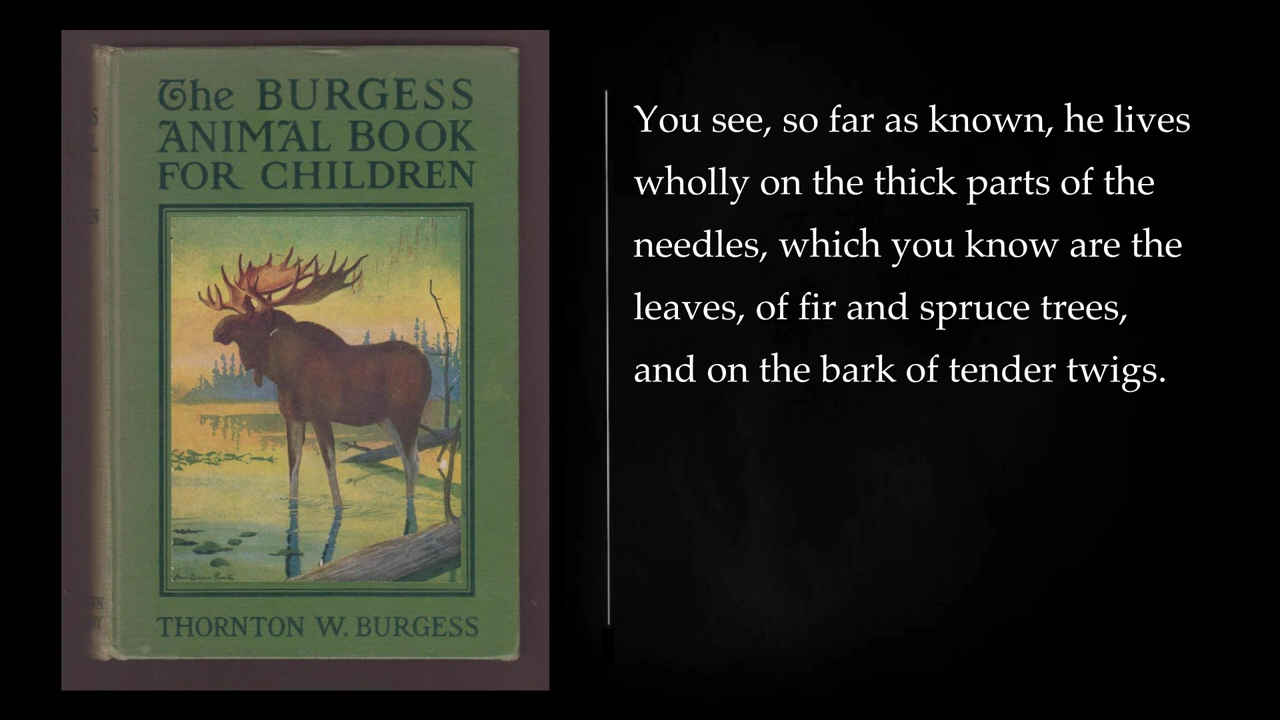 The BURGESS
ANIMAL BOOK
FOR CHILDREN
THORNTON W. BURGESS
You see, so far as known, he lives
wholly on the thick parts of the
needles, which you know are the
leaves, of fir and spruce trees,
and on the bark of tender twigs.